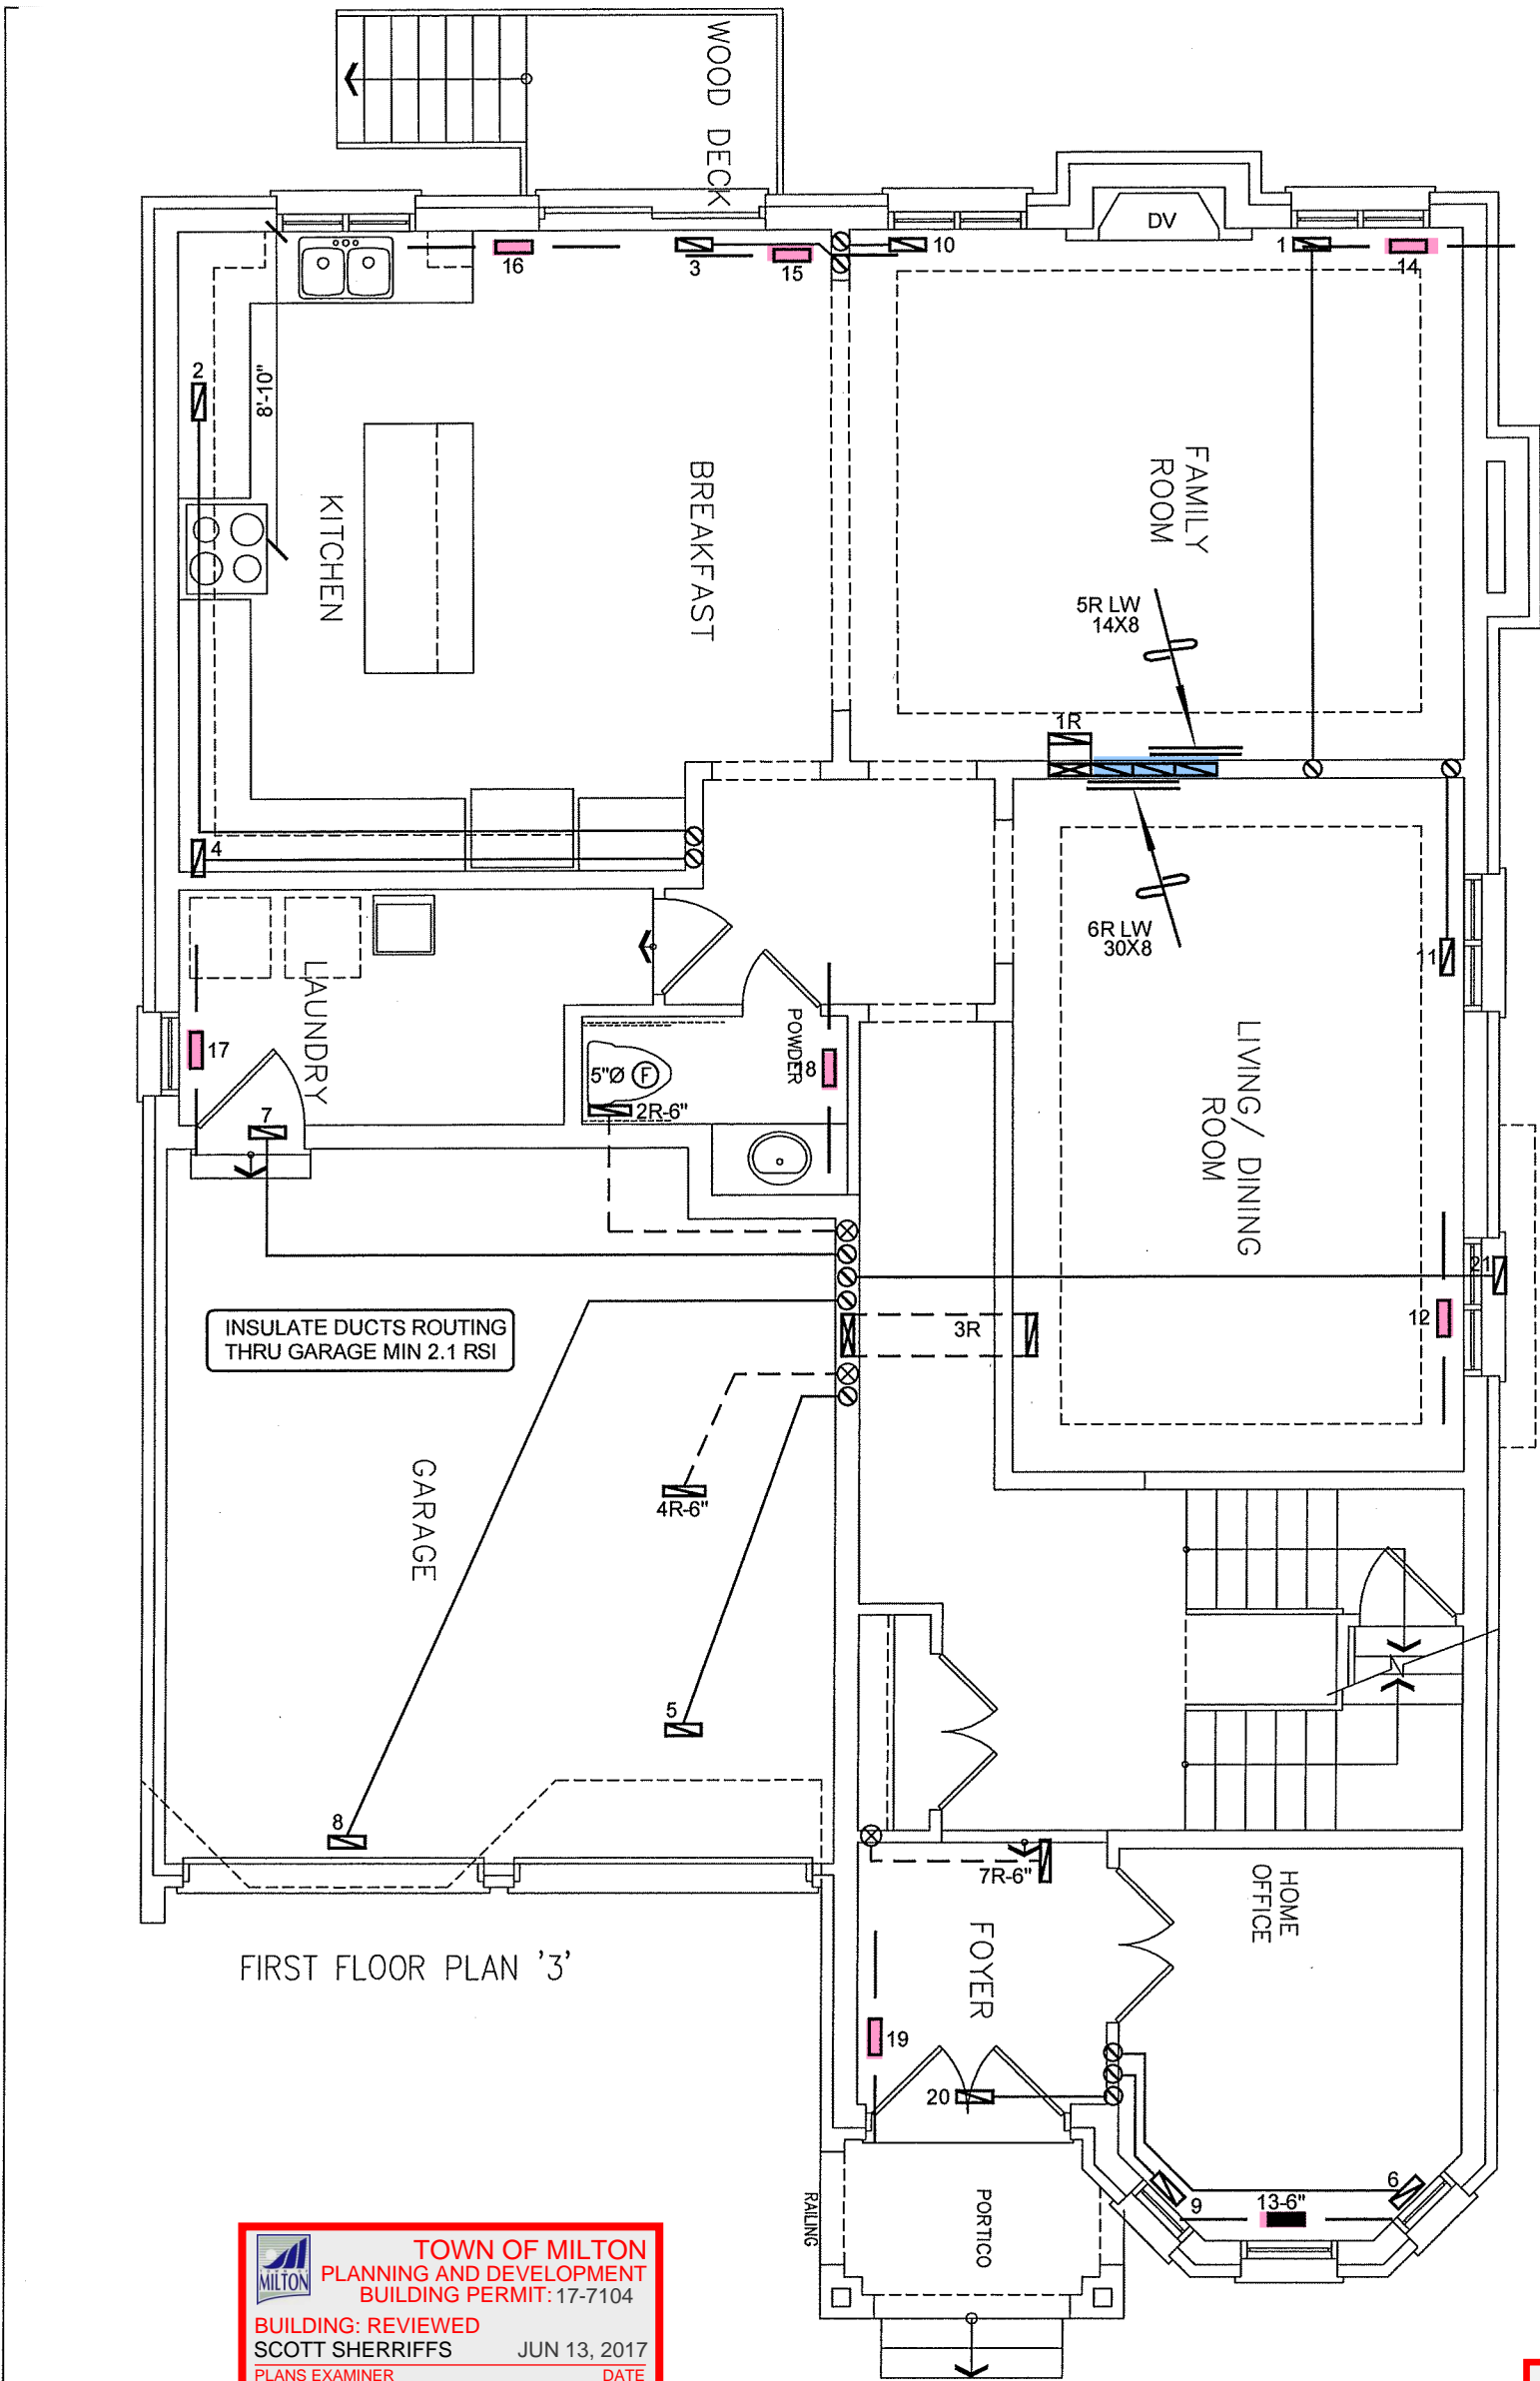 WOOD DECK
DV
16
3
15
10
1
14
2
8'-10"
KITCHEN
BREAKFAST
FAMILY
ROOM
5R LW
14X8
1R
4
6R LW
30X8
11
LAUNDRY
17
POWDER
18
5"Ø F
2R-6"
7
LIVING/ DINING
ROOM
21
12
3R
INSULATE DUCTS ROUTING
THRU GARAGE MIN 2.1 RSI
GARAGE
4R-6"
5
8
7R-6"
HOME
OFFICE
FOYER
FIRST FLOOR PLAN '3'
19
20
9
13-6"
6
RAILING
PORTICO
TOWN OF MILTON
MILTON
PLANNING AND DEVELOPMENT
BUILDING PERMIT: 17-7104
BUILDING: REVIEWED
SCOTT SHERRIFFS JUN 13, 2017
PLANS EXAMINER DATE